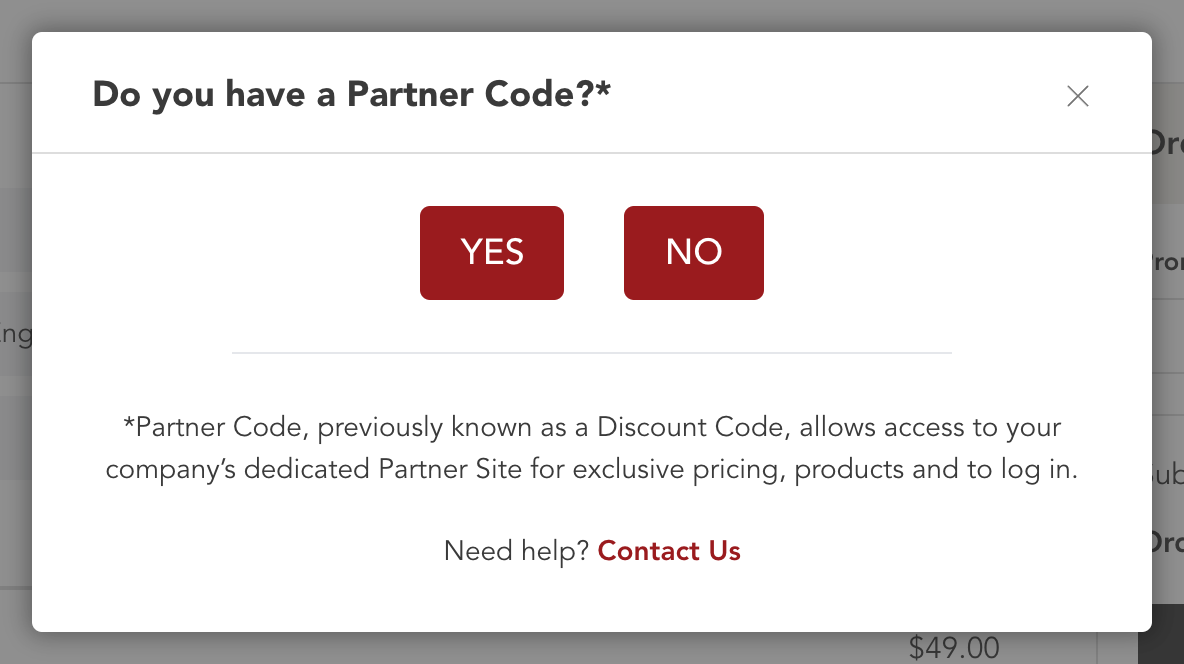 Do you have a Partner Code?*
YES
NO
*Partner Code, previously known as a Discount Code, allows access to your
company’s dedicated Partner Site for exclusive pricing, products and to log in.
Need help? Contact Us
$49.00